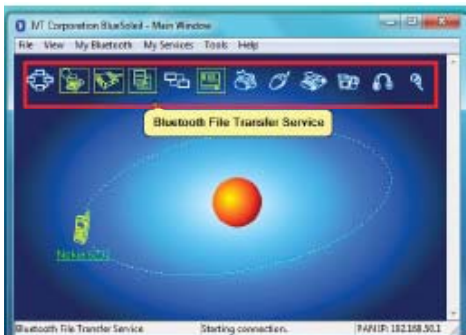 IVT Corporation BlueSoleil - Main Window
File View My Bluetooth My Services Tools Help
Bluetooth File Transfer Service
Bluetooth File Transfer Service Starting connection. PAN IP: 192.168.50.1